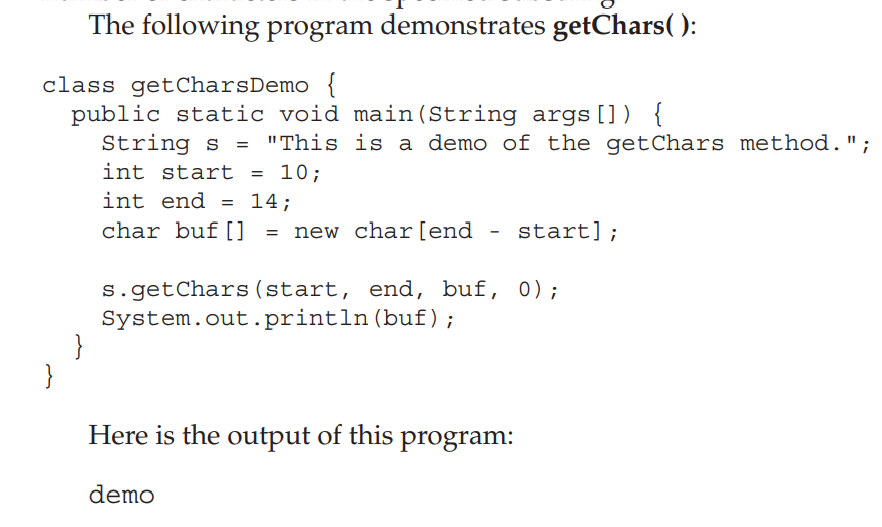 The following program demonstrates getChars( ):
class getCharsDemo {
public static void main(String args[]) {
String s = "This is a demo of the getChars method.";
int start = 10;
int end = 14;
char buf[] = new char[end - start];
s.getChars(start, end, buf, 0);
System.out.println(buf);
}
}
Here is the output of this program:
demo